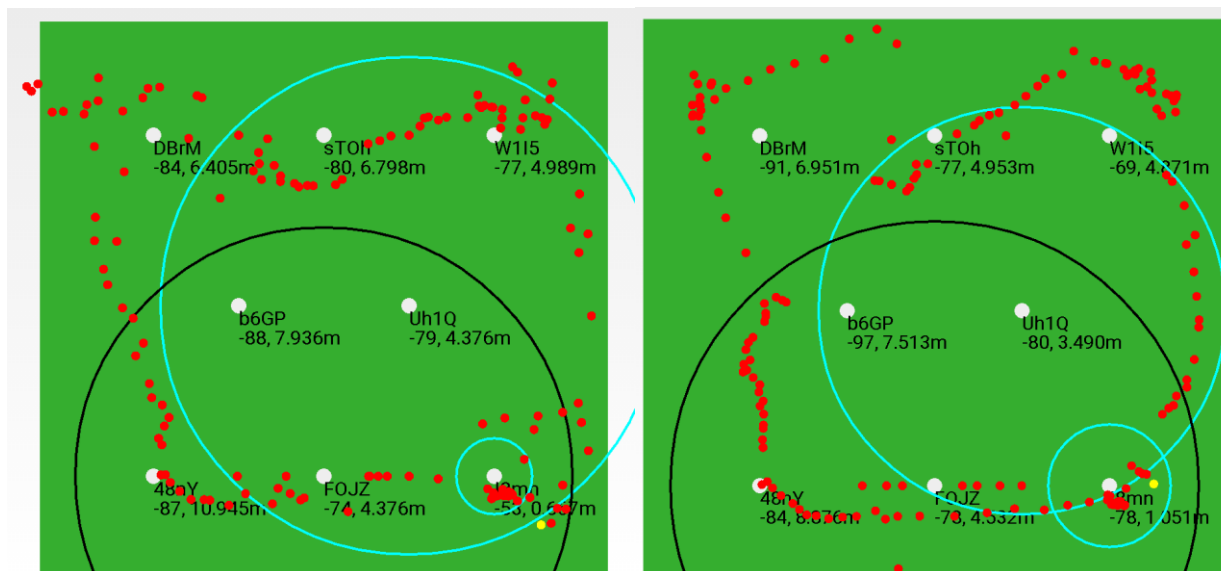 DBrM
-84, 6.405m
sTOh
-80, 6.798m
W1I5
-77, 4.989m
b6GP
-88, 7.936m
Uh1Q
-79, 4.376m
48nY
-87, 10.945m
FOJZ
-74, 4.376m
DBrM
-91, 6.951m
sTOh
-77, 4.953m
W1I5
-69,
b6GP
-97, 7.513m
Uh1Q
-80, 3.490m
48nY
-84,
FOJZ
-78,